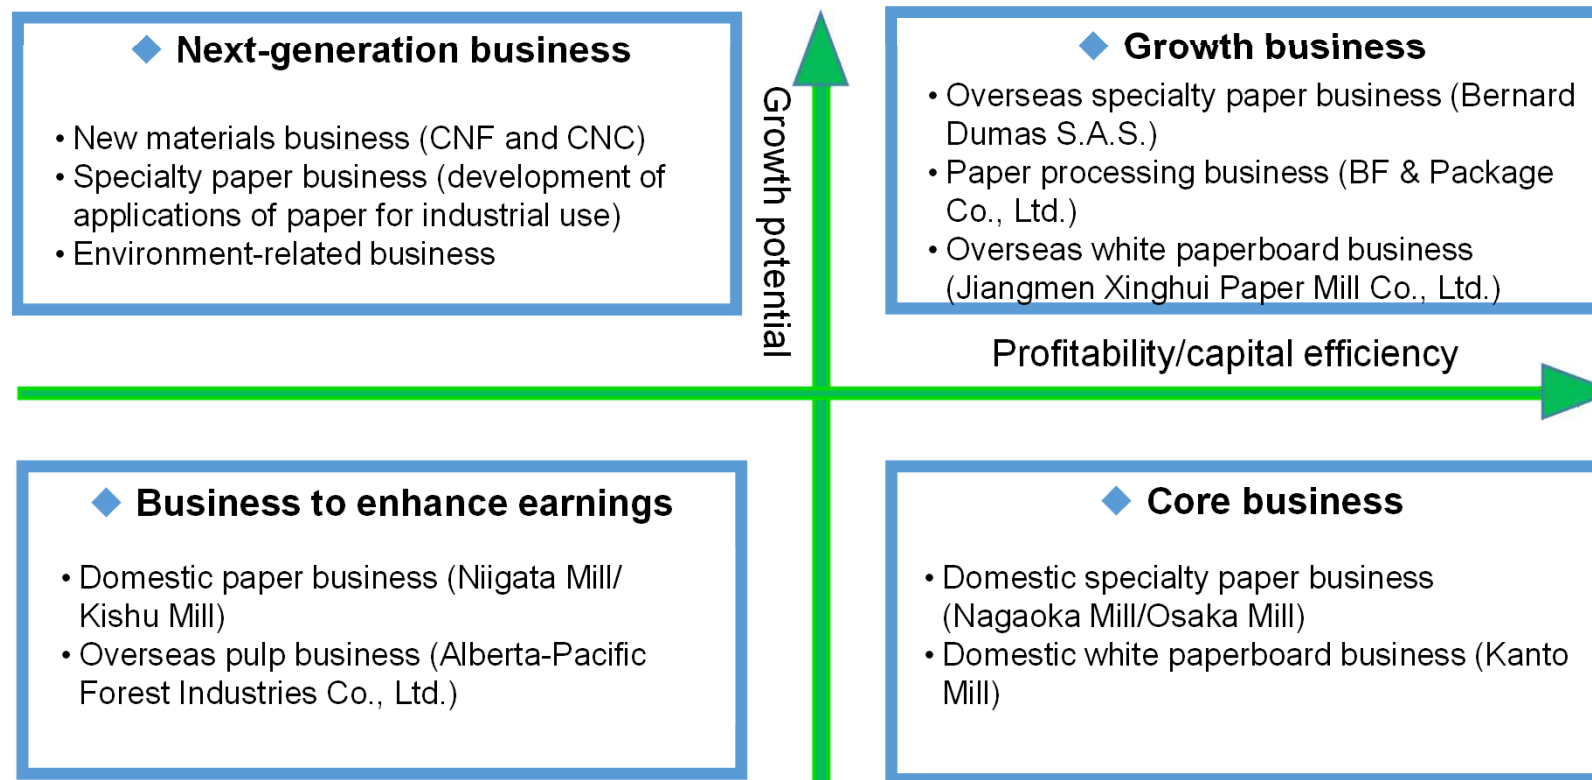 ◆ Next-generation business
• New materials business (CNF and CNC)
• Specialty paper business (development of
applications of paper for industrial use)
• Environment-related business
Growth potential
◆ Growth business
• Overseas specialty paper business (Bernard
Dumas S.A.S.)
• Paper processing business (BF & Package
Co., Ltd.)
• Overseas white paperboard business
(Jiangmen Xinghui Paper Mill Co., Ltd.)
Profitability/capital efficiency
◆ Business to enhance earnings
• Domestic paper business (Niigata Mill/
Kishu Mill)
• Overseas pulp business (Alberta-Pacific
Forest Industries Co., Ltd.)
◆ Core business
• Domestic specialty paper business
(Nagaoka Mill/Osaka Mill)
• Domestic white paperboard business (Kanto
Mill)